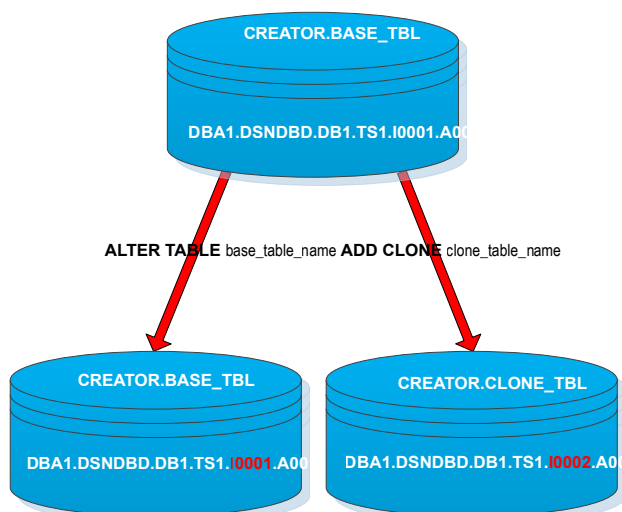 CREATOR.BASE_TBL
DBA1.DSNDBD.DB1.TS1.I0001.A00
ALTER TABLE base_table_name ADD CLONE clone_table_name
CREATOR.BASE_TBL
CREATOR.CLONE_TBL
DBA1.DSNDBD.DB1.TS1.I0001.A00
DBA1.DSNDBD.DB1.TS1.I0002.A00